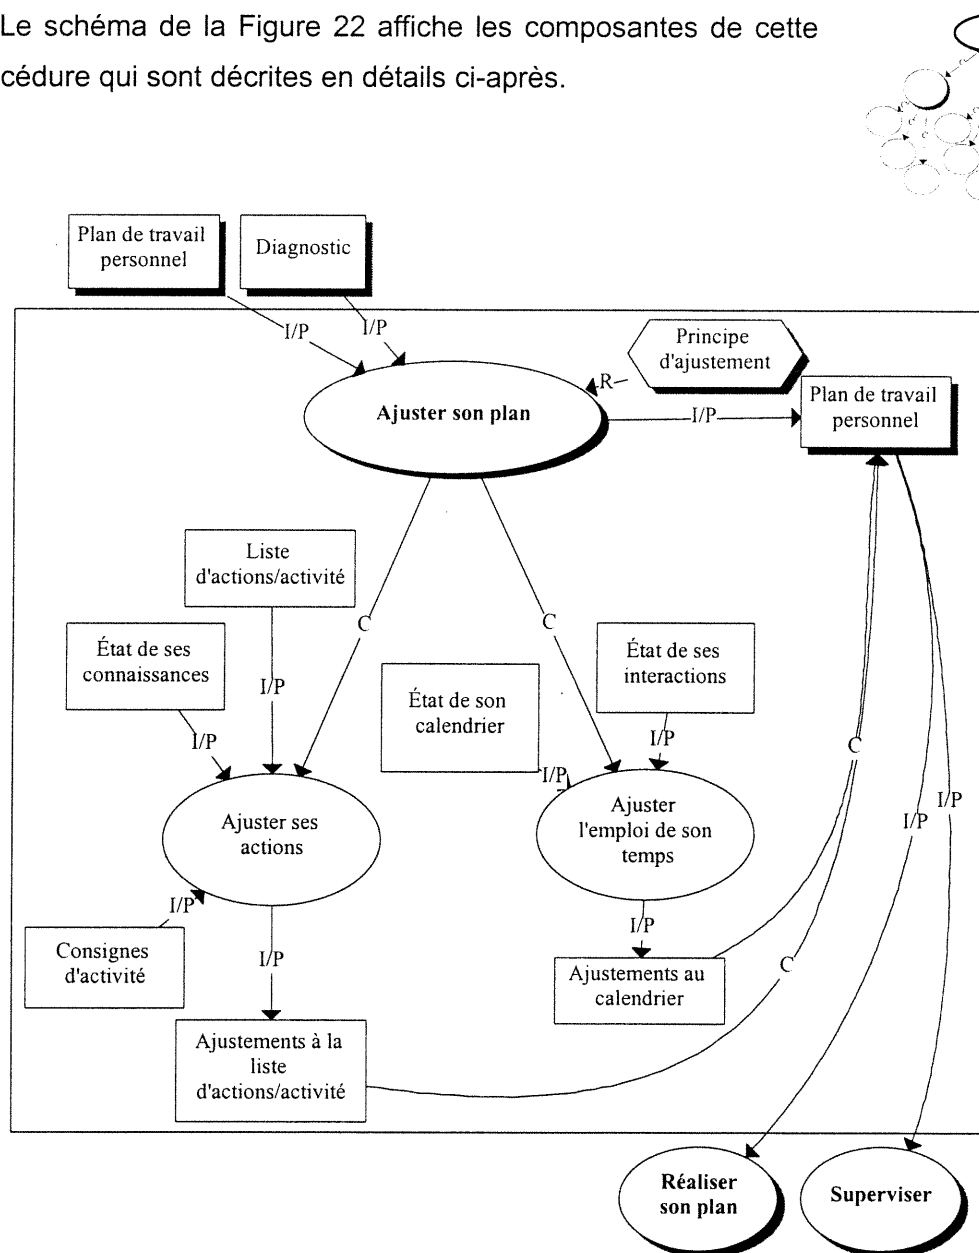 Le schéma de la Figure 22 affiche les composantes de cette
cédure qui sont décrites en détails ci-après.
Plan de travail
personnel
Diagnostic
I/P
I/P
Principe
d'ajustement
R
Ajuster son plan
I/P
Plan de travail
personnel
Liste
d'actions/activité
C
C
État de ses
connaissances
État de ses
interactions
État de son
calendrier
I/P
I/P
I/P
I/P
C
Ajuster ses
actions
Ajuster
l'emploi de son
temps
I/P
I/P
I/P
I/P
Consignes
d'activité
I/P
C
Ajustements au
calendrier
Ajustements à la
liste
d'actions/activité
Réaliser
son plan
Superviser